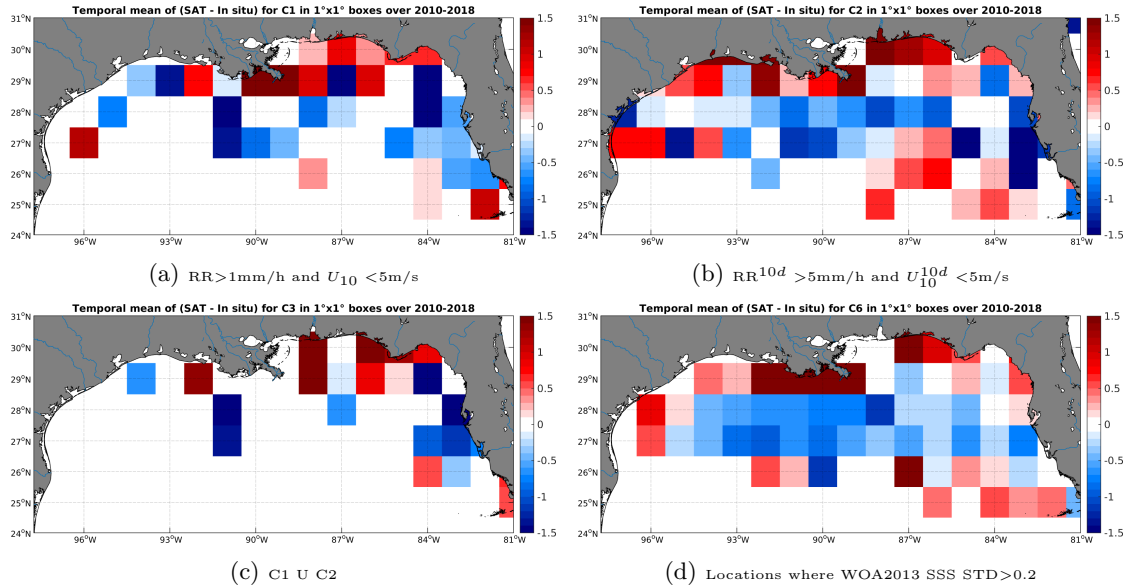 Temporal mean of (SAT - In situ) for C1 in 1°x1° boxes over 2010-2018
31°N
30°N
29°N
28°N
27°N
26°N
25°N
24°N
96°W
93°W
90°W
87°W
84°W
81°W
1.5
1
0.5
0
-0.5
-1
-1.5
(a) RR>1mm/h and U10 <5m/s
Temporal mean of (SAT - In situ) for C2 in 1°x1° boxes over 2010-2018
31°N
30°N
29°N
28°N
27°N
26°N
25°N
24°N
96°W
93°W
90°W
87°W
84°W
81°W
1.5
1
0.5
0
-0.5
-1
-1.5
(b) RR^10d >5mm/h and U10^10d <5m/s
Temporal mean of (SAT - In situ) for C3 in 1°x1° boxes over 2010-2018
31°N
30°N
29°N
28°N
27°N
26°N
25°N
24°N
96°W
93°W
90°W
87°W
84°W
81°W
1.5
1
0.5
0
-0.5
-1
-1.5
(c) C1 U C2
Temporal mean of (SAT - In situ) for C6 in 1°x1° boxes over 2010-2018
31°N
30°N
29°N
28°N
27°N
26°N
25°N
24°N
96°W
93°W
90°W
87°W
84°W
81°W
1.5
1
0.5
0
-0.5
-1
-1.5
(d) Locations where WOA2013 SSS STD>0.2